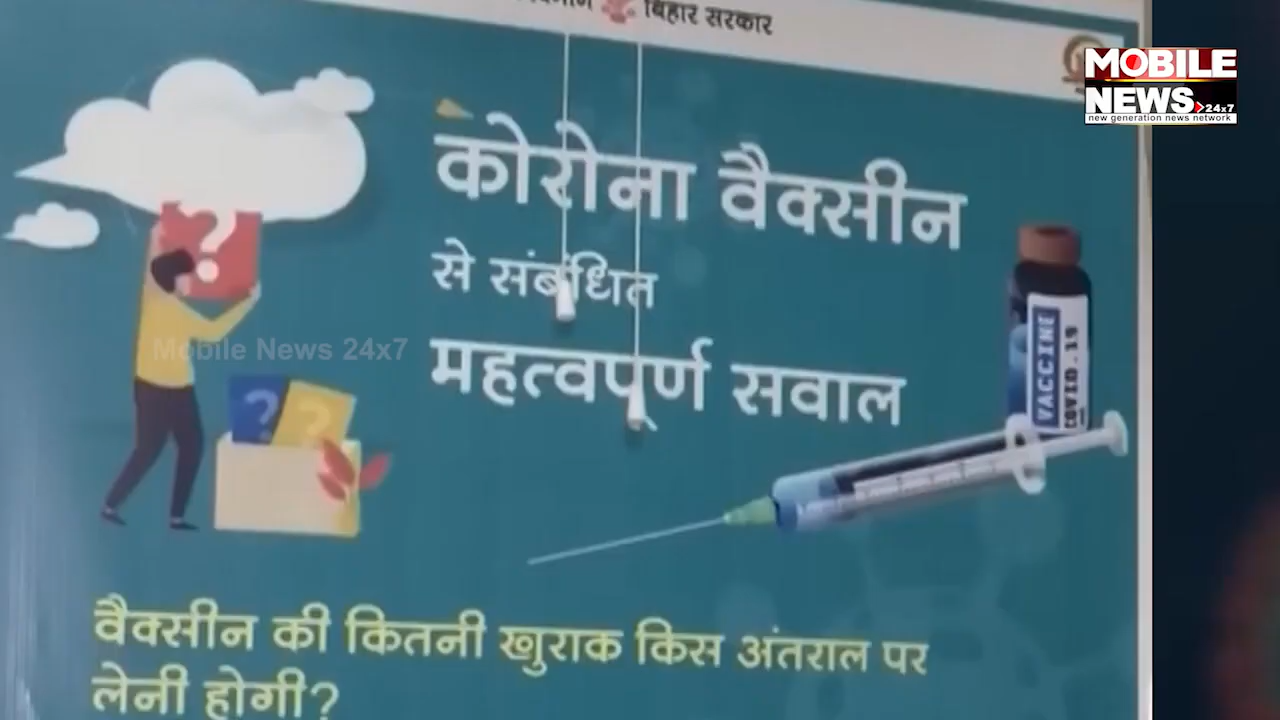 बिहार सरकार
MOBILE
NEWS 24x7
new generation news network
कोरोना वैक्सीन
से संबंधित
महत्वपूर्ण सवाल
VACCINE
COVID.19
Mobile News 24x7
वैक्सीन की कितनी खुराक किस अंतराल पर
लेनी होगी?